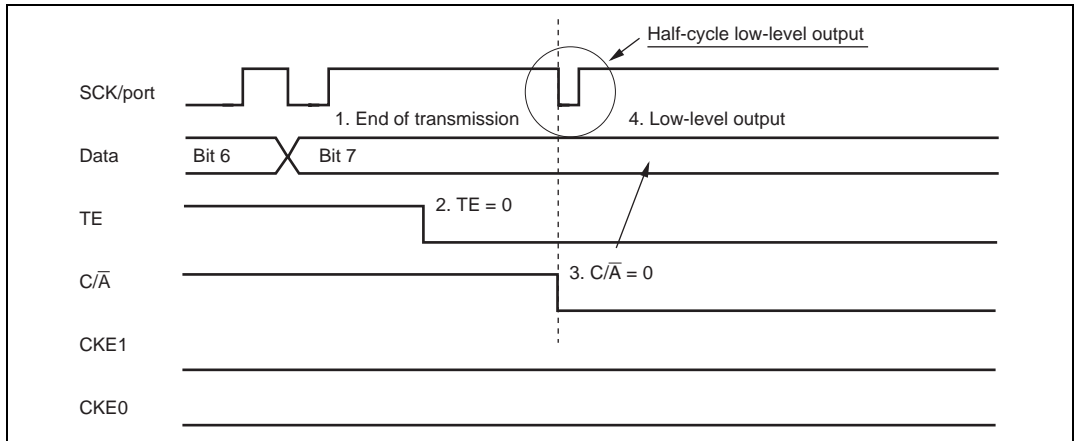 Half-cycle low-level output
SCK/port
1. End of transmission
4. Low-level output
Data
Bit 6
Bit 7
TE
2. TE = 0
C/A̅
3. C/A̅ = 0
CKE1
CKE0